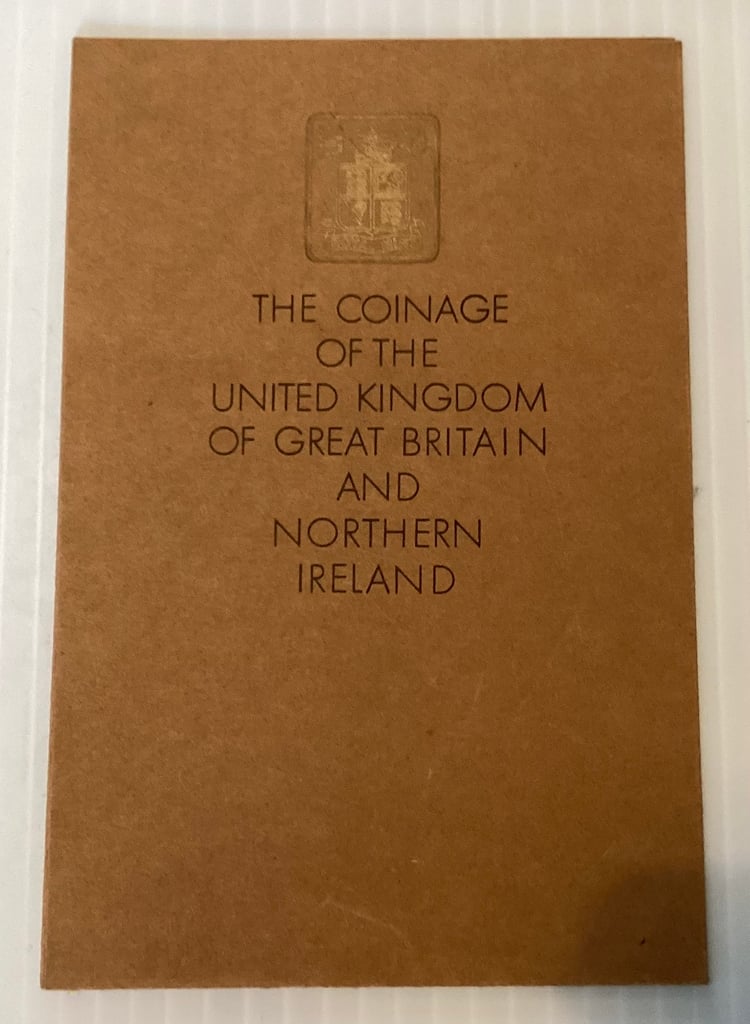 THE COINAGE
OF THE
UNITED KINGDOM
OF GREAT BRITAIN
AND
NORTHERN
IRELAND